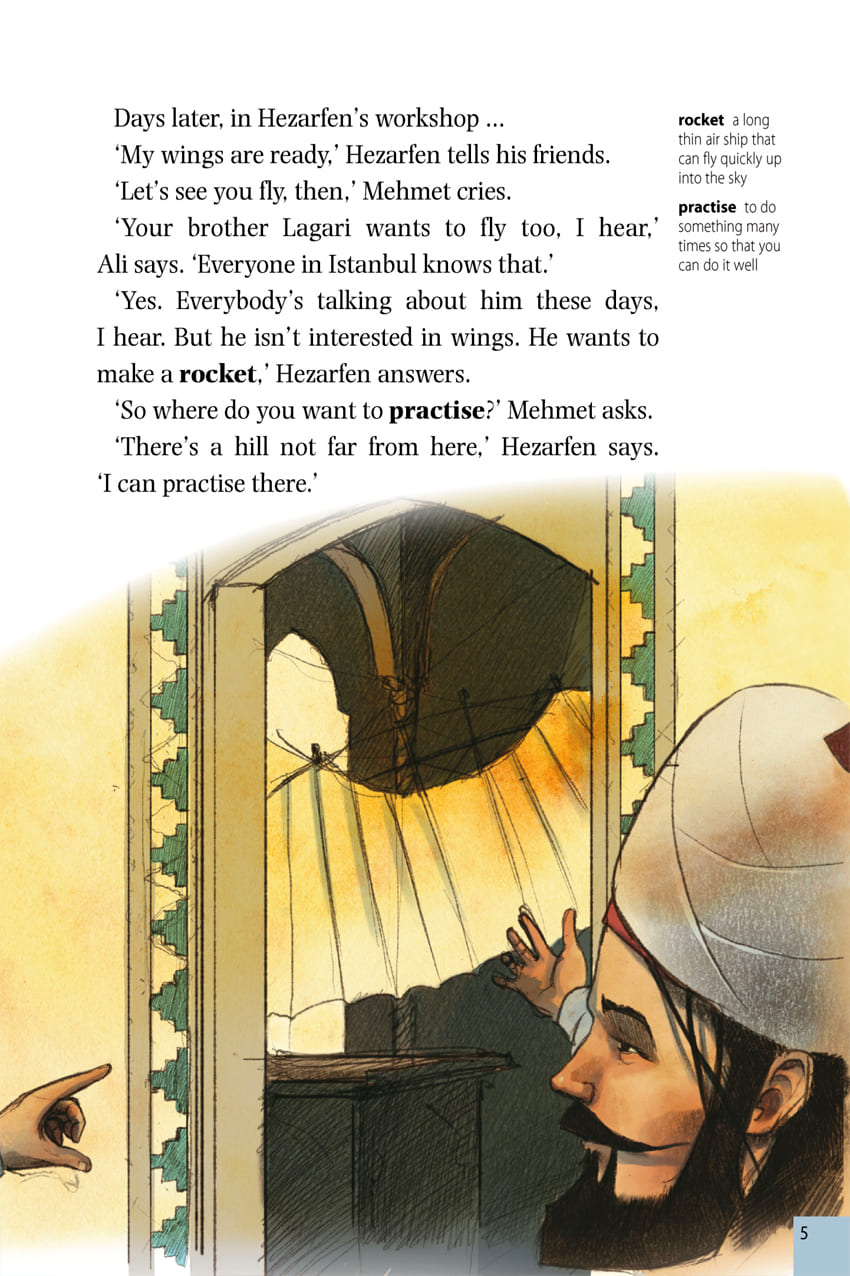 Days later, in Hezarfen’s workshop ...
‘My wings are ready,’ Hezarfen tells his friends.
‘Let’s see you fly, then,’ Mehmet cries.
‘Your brother Lagari wants to fly too, I hear,’
Ali says. ‘Everyone in Istanbul knows that.’
‘Yes. Everybody’s talking about him these days,
I hear. But he isn’t interested in wings. He wants to
make a rocket,’ Hezarfen answers.
‘So where do you want to practise?’ Mehmet asks.
‘There’s a hill not far from here,’ Hezarfen says.
‘I can practise there.’
rocket a long
thin air ship that
can fly quickly up
into the sky
practise to do
something many
times so that you
can do it well
5